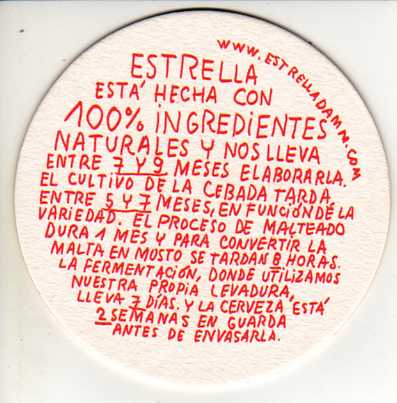 www.ESTRELLADAMM.COM
ESTRELLA
ESTÁ HECHA CON
100% INGREDIENTES
NATURALES Y NOS LLEVA
ENTRE 7 Y 9 MESES ELABORARLA.
EL CULTIVO DE LA CEBADA TARDA
ENTRE 5 Y 7 MESES, EN FUNCIÓN DE LA
VARIEDAD. EL PROCESO DE MALTEADO
DURA 1 MES Y PARA CONVERTIR LA
MALTA EN MOSTO SE TARDAN 8 HORAS.
LA FERMENTACIÓN, DONDE UTILIZAMOS
NUESTRA PROPIA LEVADURA,
LLEVA 7 DÍAS. Y LA CERVEZA ESTÁ
2 SEMANAS EN GUARDA
ANTES DE ENVASARLA.